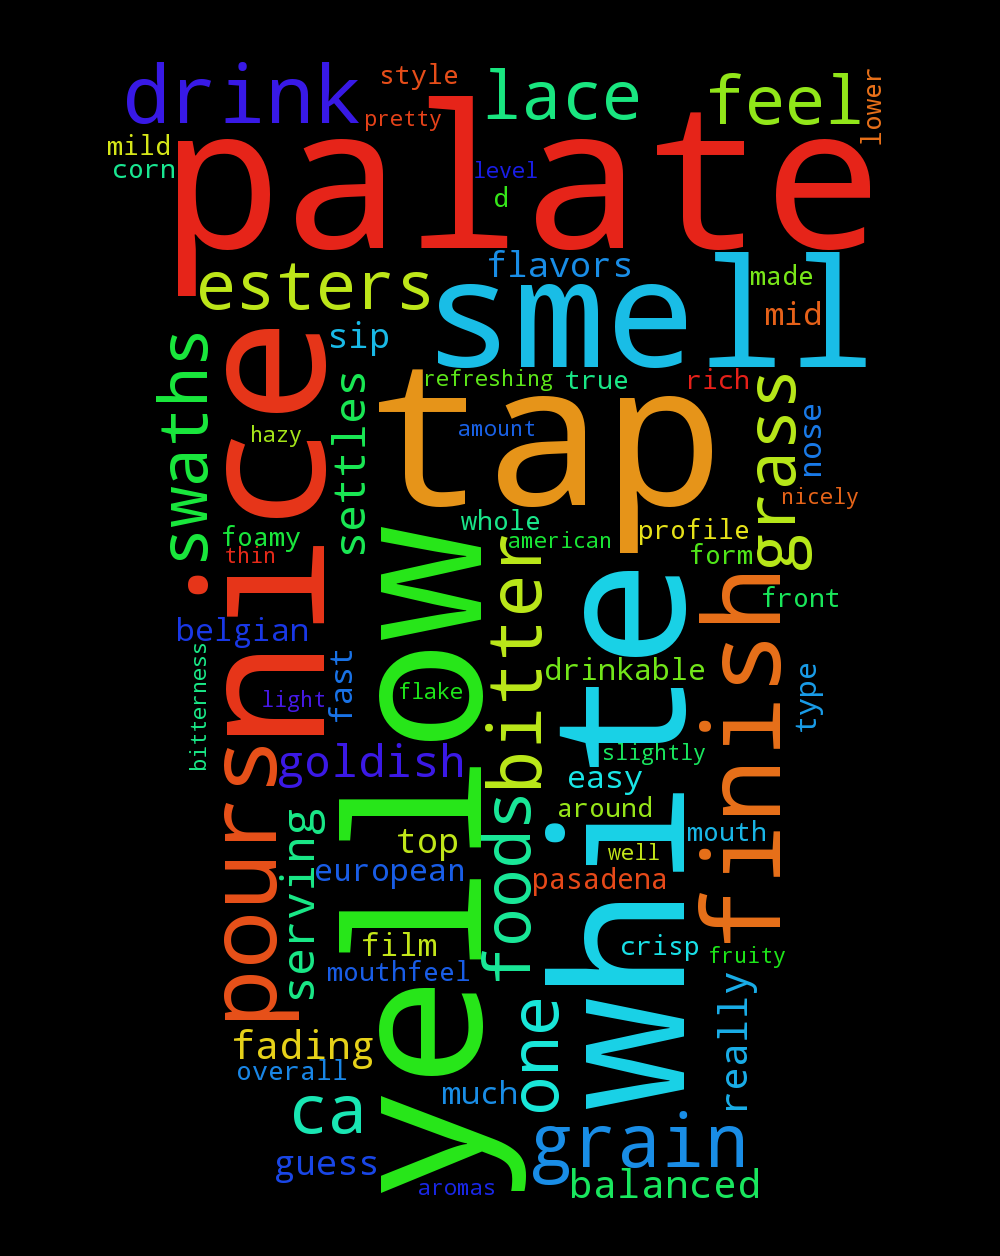 drink
style
lace
feel
lower
pretty
palate
mild
corn
level
d
esters
flavors
smell
made
mid
sip
swaths
nice
settles
refreshing
true
rich
tap
grass
nose
hazy
amount
nicely
foamy
thin
whole
american
profile
form
yellow
bitter
white
finish
front
belgian
bitterness
light
fast
flake
drinkable
type
pours
goldish
slightly
easy
serving
top
foods
around
mouth
well
european
pasadena
film
mouthfeel
crisp
fruity
one
really
fading
overall
ca
much
grain
guess
aromas
balanced